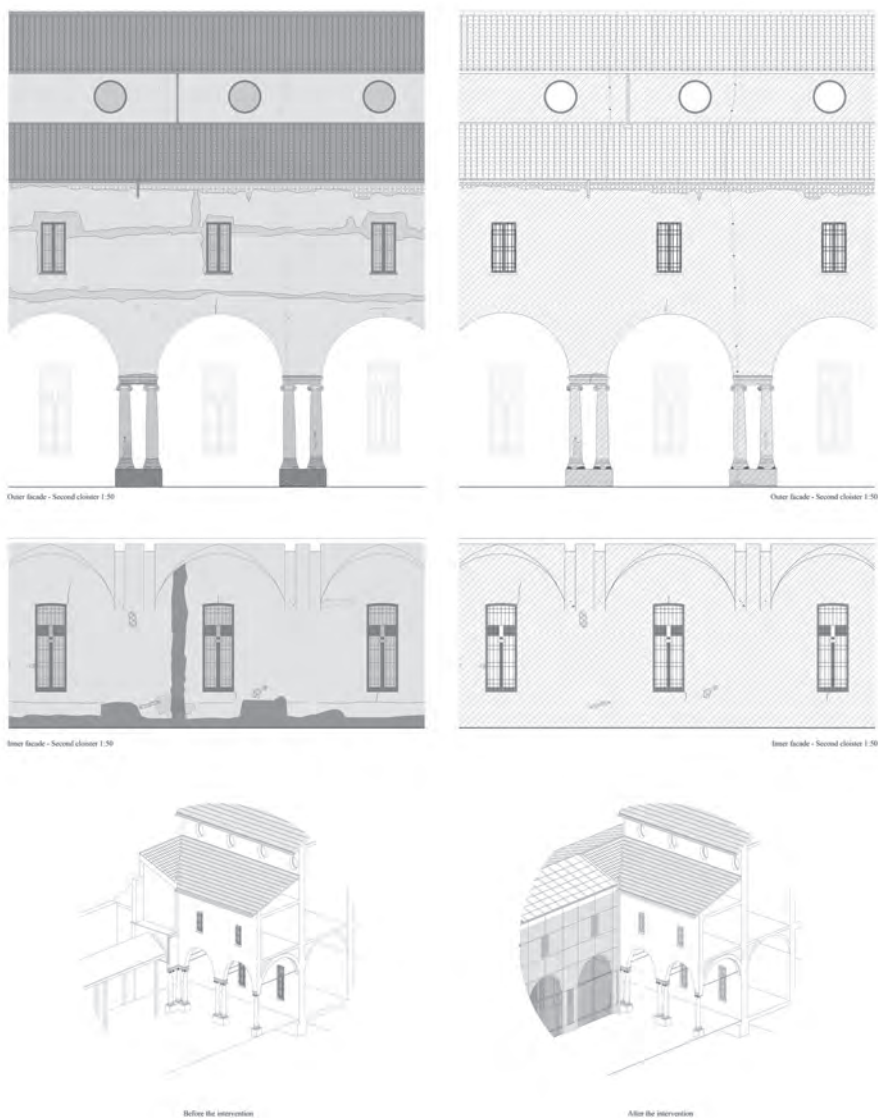 Outer facade - Second cloister 1:50
Outer facade - Second cloister 1:50
Inner facade - Second cloister 1:50
Inner facade - Second cloister 1:50
Before the intervention
After the intervention